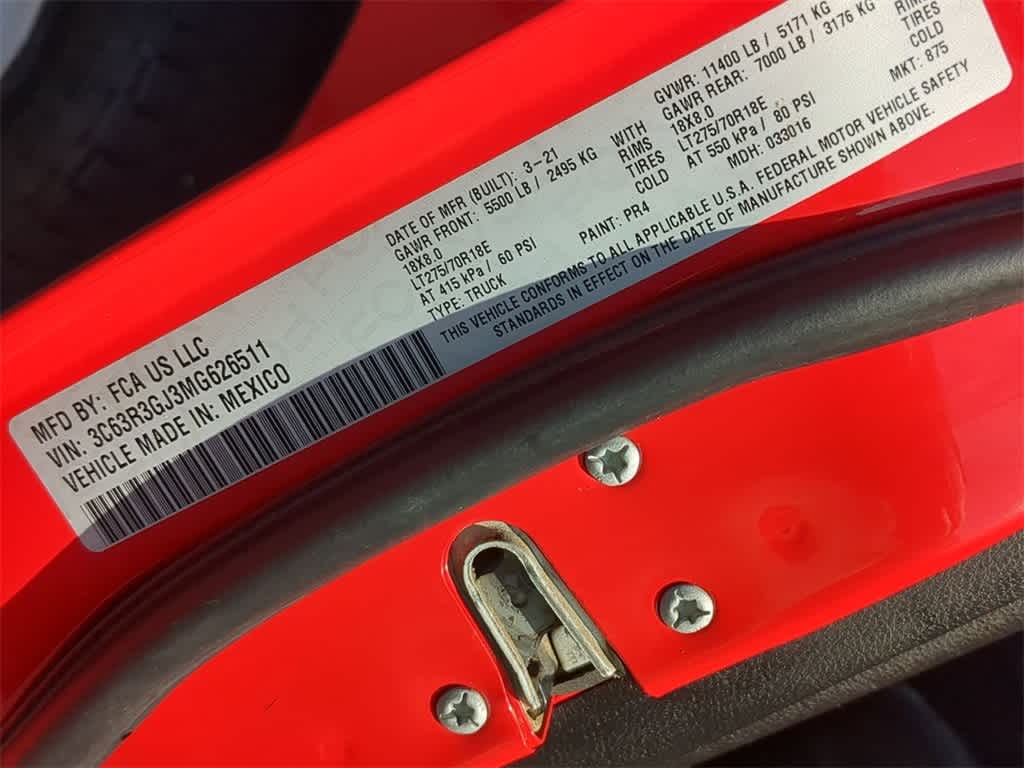 MFD BY: FCA US LLC
VIN: 3C63R3GJ3MG626511
VEHICLE MADE IN: MEXICO
DATE OF MFR (BUILT): 3-21
GAWR FRONT: 5500 LB / 2495 KG
18X8.0
LT275/70R18E
AT 415 kPa / 60 PSI
TYPE: TRUCK
WITH
RIMS
TIRES
COLD
PAINT: PR4
GVWR: 11400 LB / 5171 KG
GAWR REAR: 7000 LB / 3176 KG
18X8.0
LT275/70R18E
AT 550 kPa / 80 PSI
MDH: 033016
RIMS
TIRES
COLD
MKT: 875
THIS VEHICLE CONFORMS TO ALL APPLICABLE U.S.A. FEDERAL MOTOR VEHICLE SAFETY
STANDARDS IN EFFECT ON THE DATE OF MANUFACTURE SHOWN ABOVE.